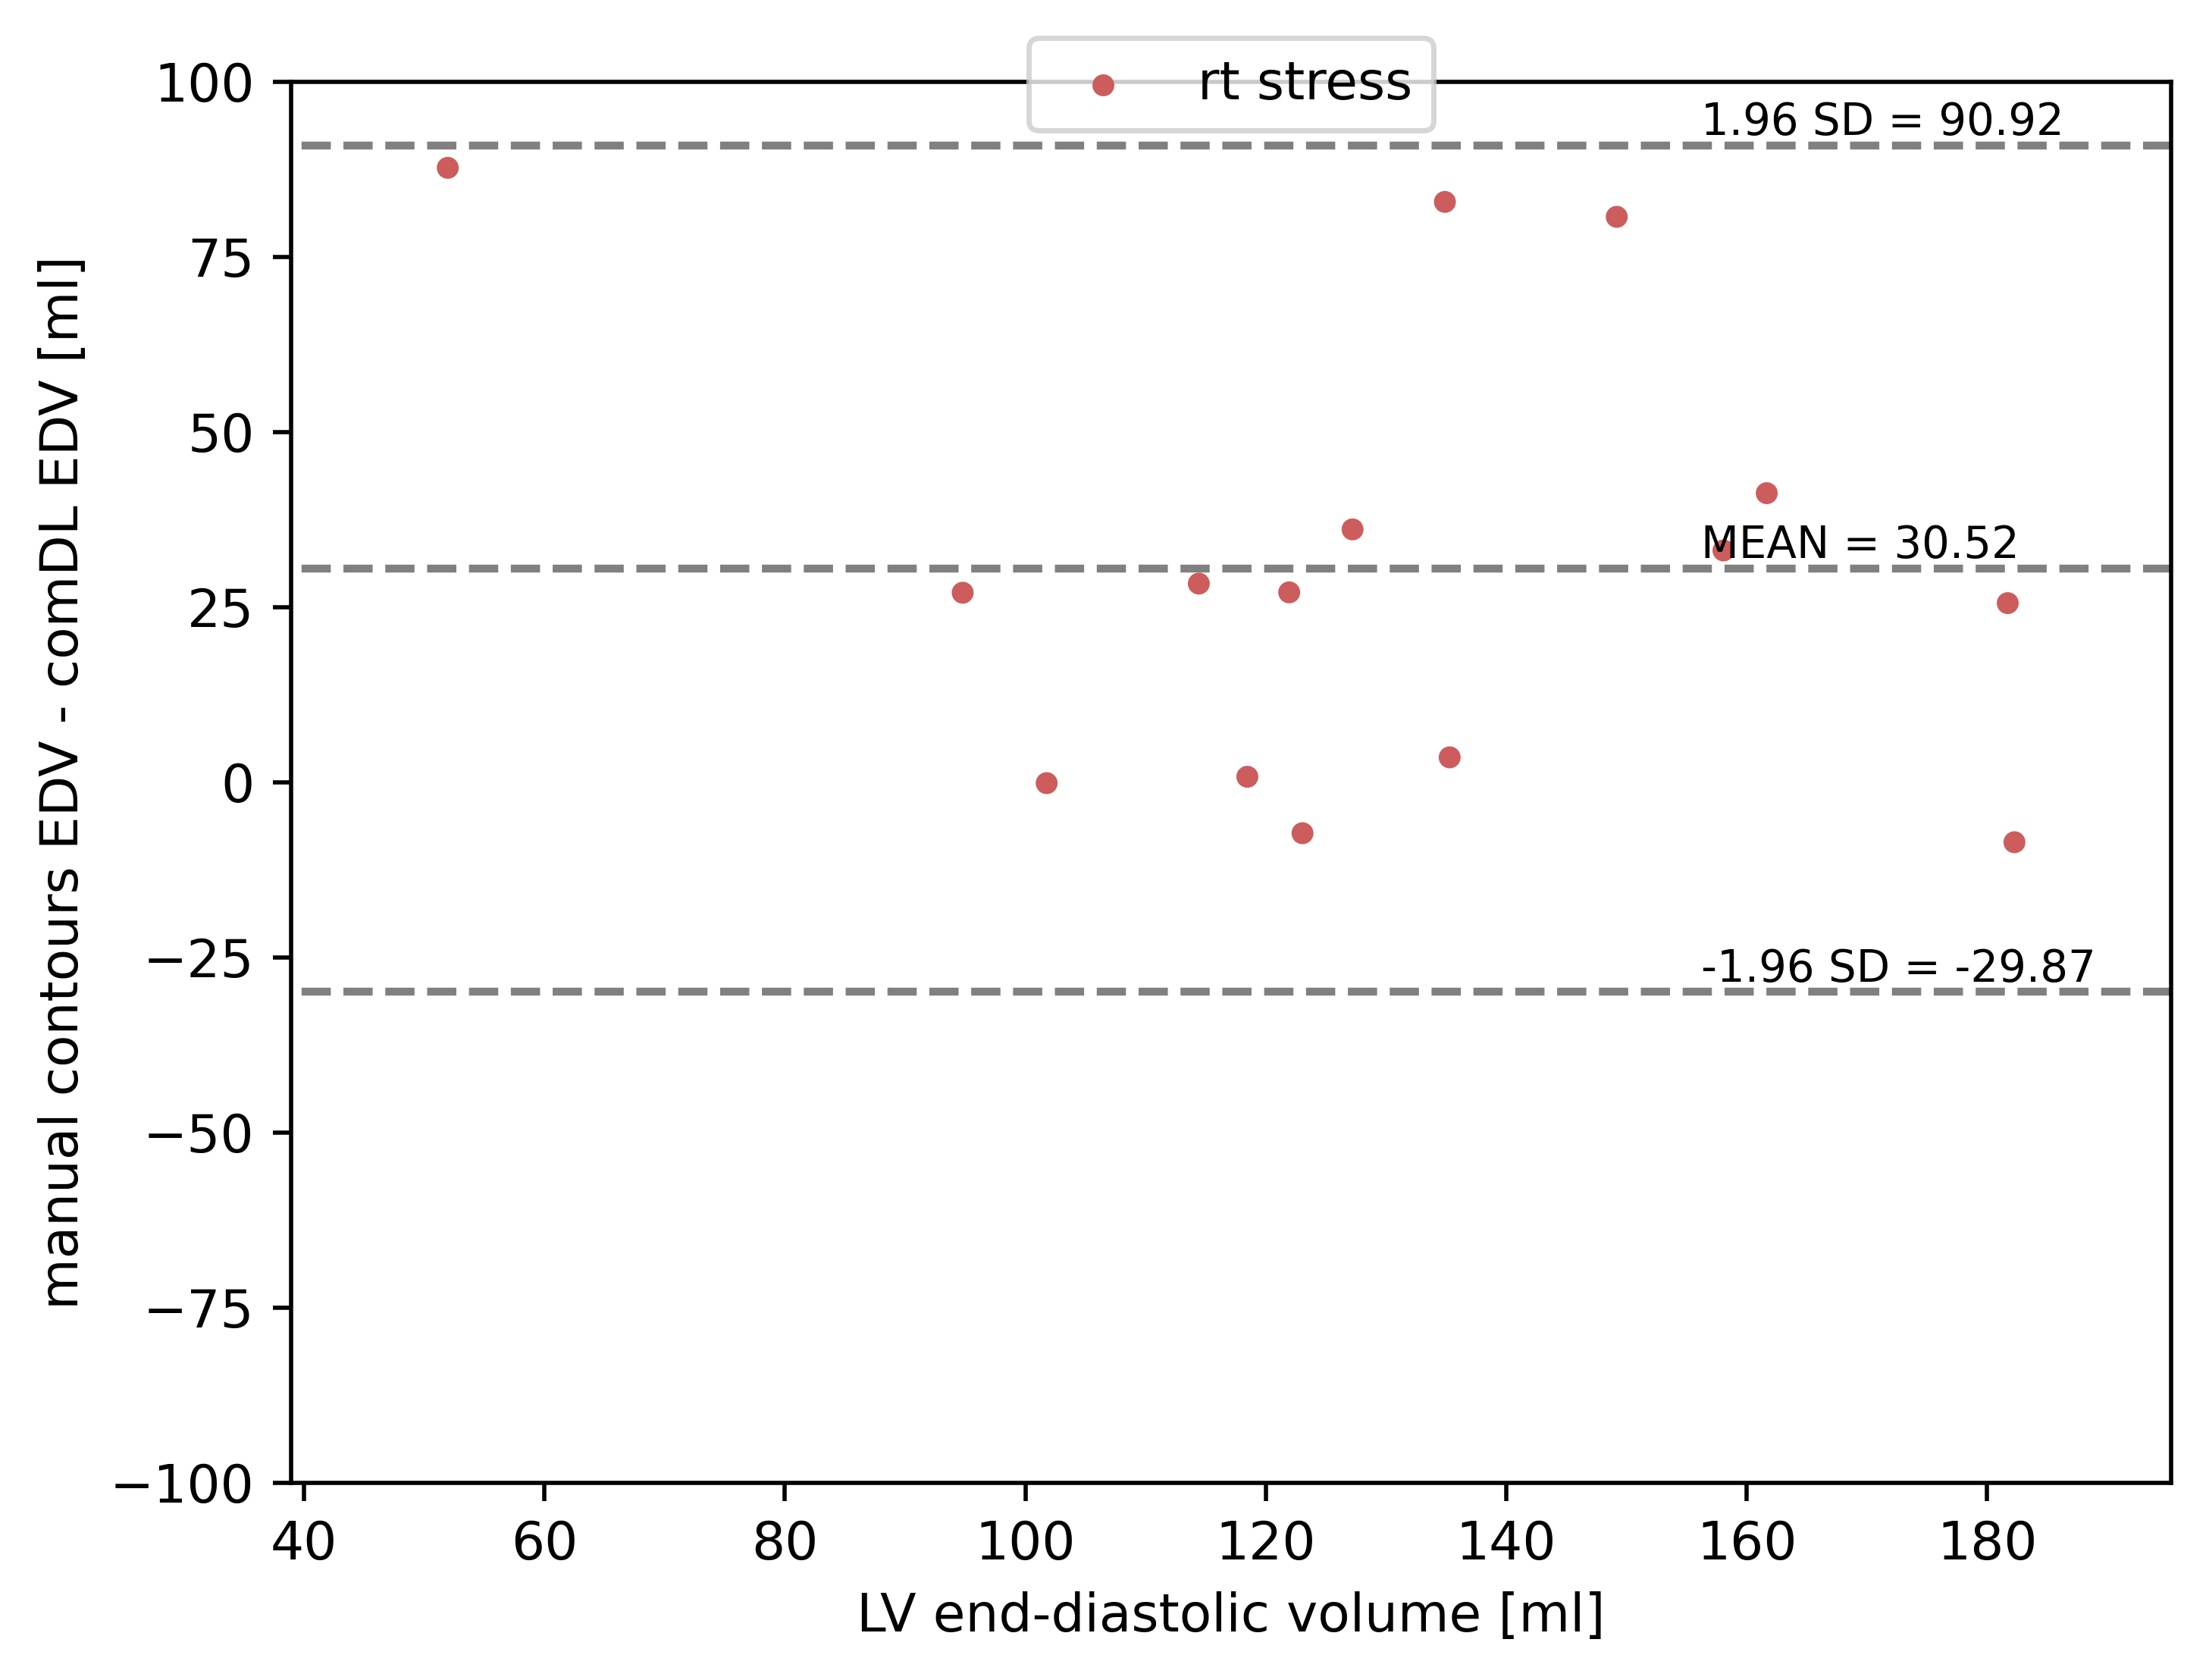 rt stress
100
75
50
25
0
−25
−50
−75
−100
manual contours EDV - comDL EDV [ml]
1.96 SD = 90.92
MEAN = 30.52
-1.96 SD = -29.87
40 60 80 100 120 140 160 180
LV end-diastolic volume [ml]